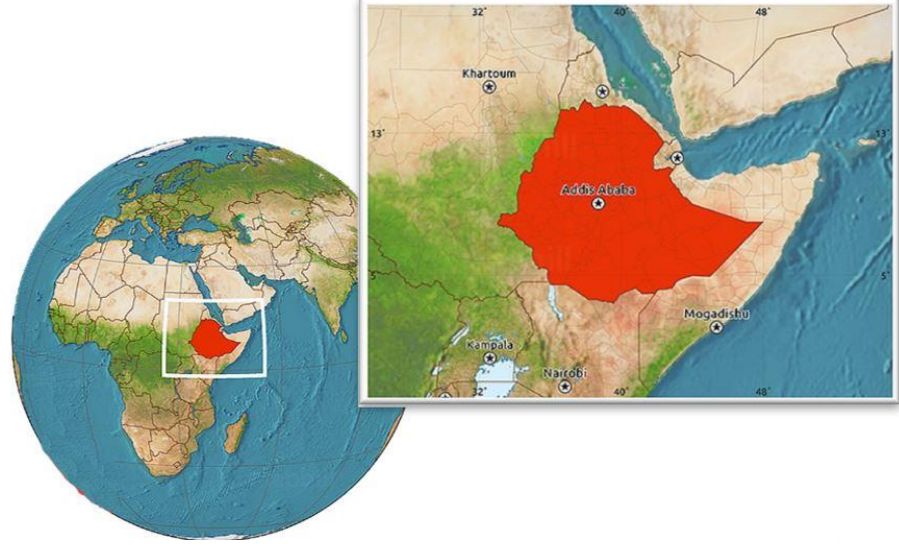 32° 40° 48°
Khartoum
13° 13°
Addis Ababa
5° 5°
Mogadishu
Kampala
Nairobi
32° 40° 48°